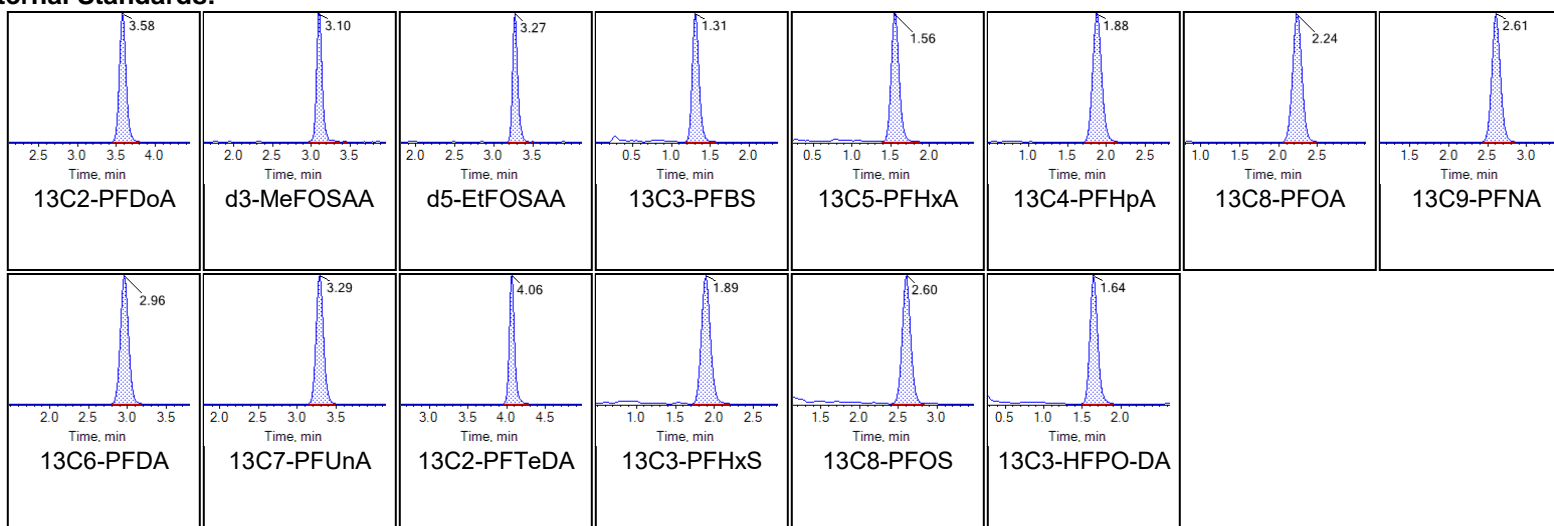 ternal Standards:
3.58 3.10 3.27 1.31 1.56 1.88 2.24 2.61
2.5 3.0 3.5 4.0 2.0 2.5 3.0 3.5 2.0 2.5 3.0 3.5 0.5 1.0 1.5 2.0 0.5 1.0 1.5 2.0 1.0 1.5 2.0 2.5 1.0 1.5 2.0 2.5 1.5 2.0 2.5 3.0
Time, min Time, min Time, min Time, min Time, min Time, min Time, min Time, min
13C2-PFDoA d3-MeFOSAA d5-EtFOSAA 13C3-PFBS 13C5-PFHxA 13C4-PFHpA 13C8-PFOA 13C9-PFNA
2.96 3.29 4.06 1.89 2.60 1.64
2.0 2.5 3.0 3.5 2.0 2.5 3.0 3.5 3.0 3.5 4.0 4.5 1.0 1.5 2.0 2.5 1.5 2.0 2.5 3.0 0.5 1.0 1.5 2.0
Time, min Time, min Time, min Time, min Time, min Time, min
13C6-PFDA 13C7-PFUnA 13C2-PFTeDA 13C3-PFHxS 13C8-PFOS 13C3-HFPO-DA